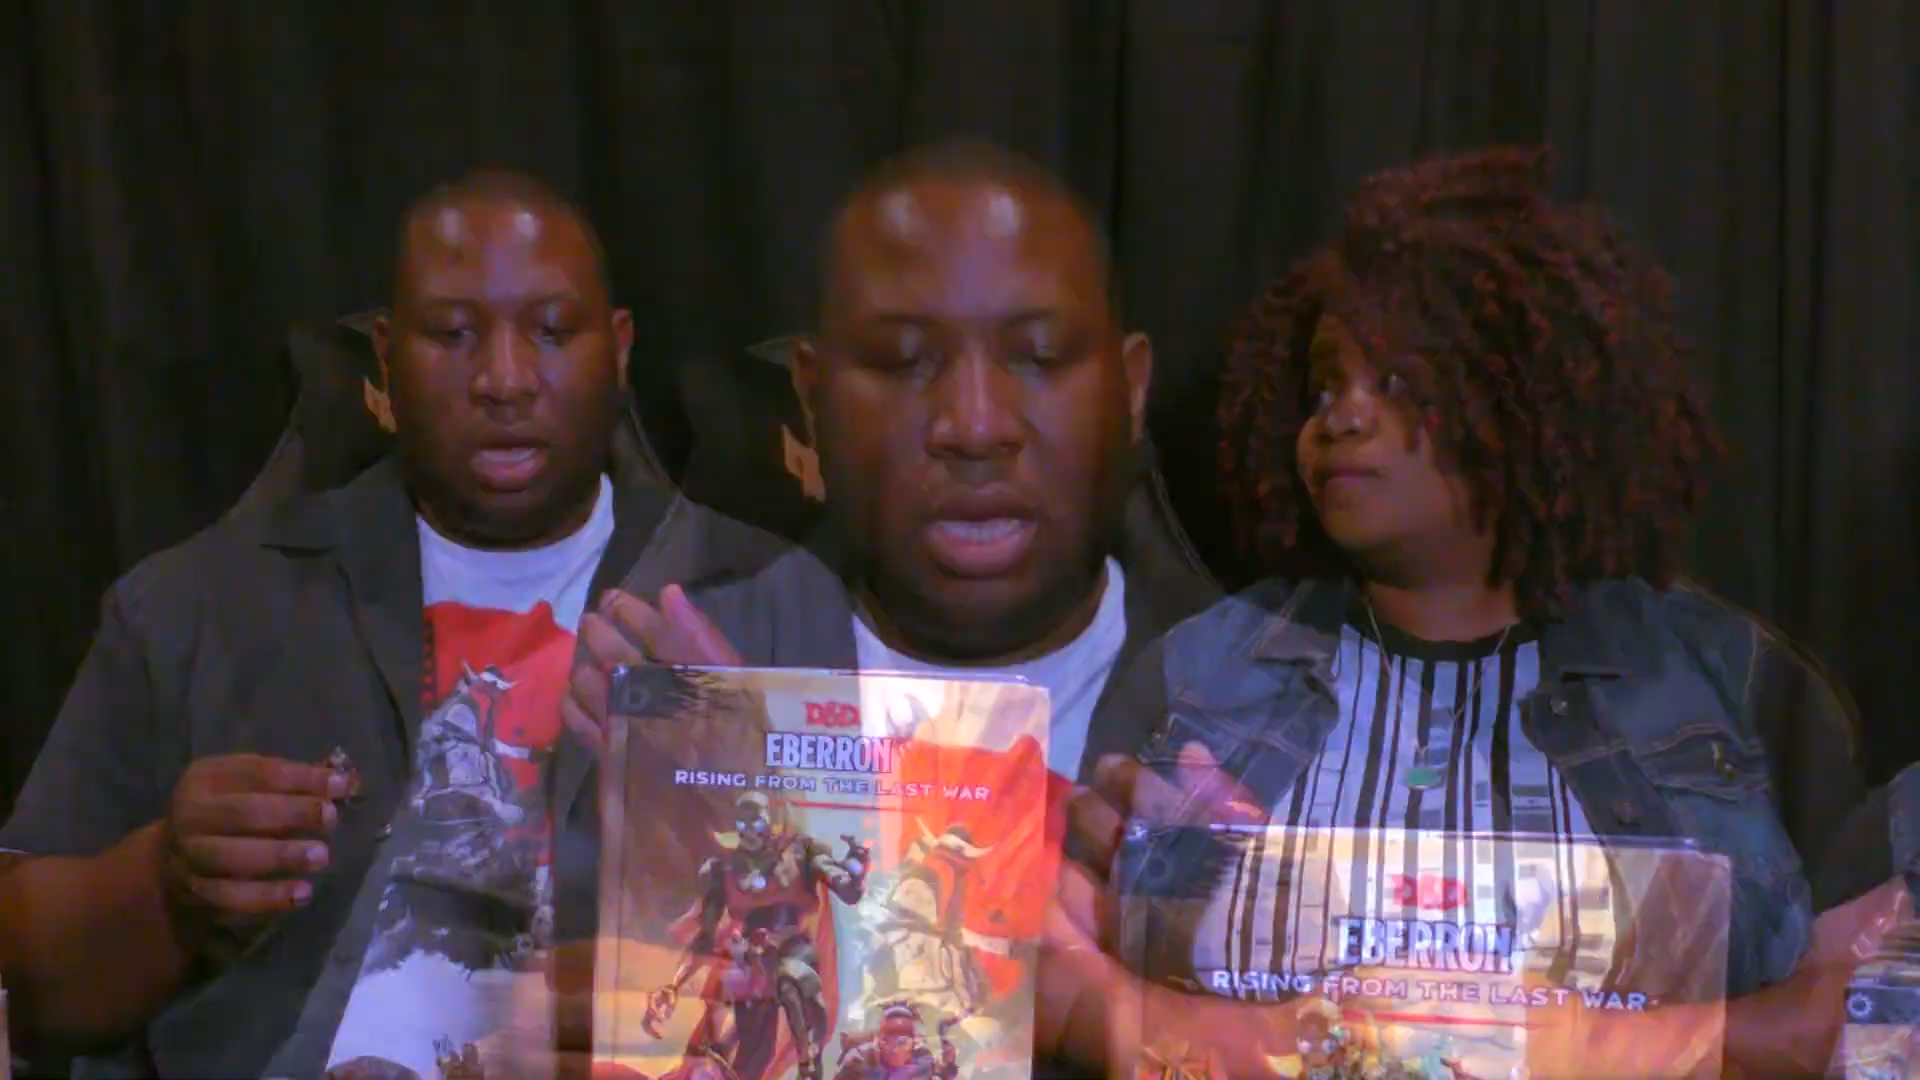 D&D
EBERRON
RISING FROM THE LAST WAR
D&D
EBERRON
RISING FROM THE LAST WAR